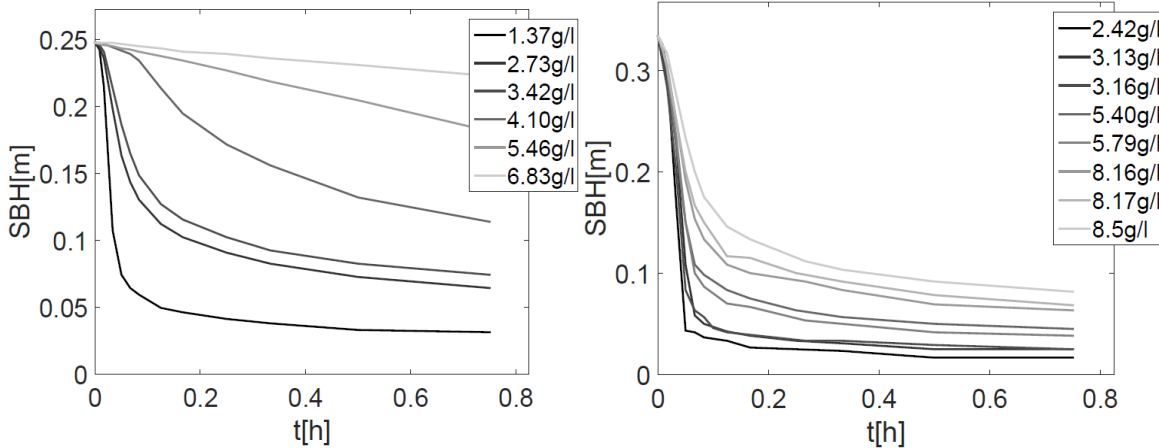 0.25
0.2
0.15
0.1
0.05
0
SBH[m]
0
0.2
0.4
0.6
0.8
t[h]
1.37g/l
2.73g/l
3.42g/l
4.10g/l
5.46g/l
6.83g/l
0.3
0.2
0.1
0
SBH[m]
0
0.2
0.4
0.6
0.8
t[h]
2.42g/l
3.13g/l
3.16g/l
5.40g/l
5.79g/l
8.16g/l
8.17g/l
8.5g/l